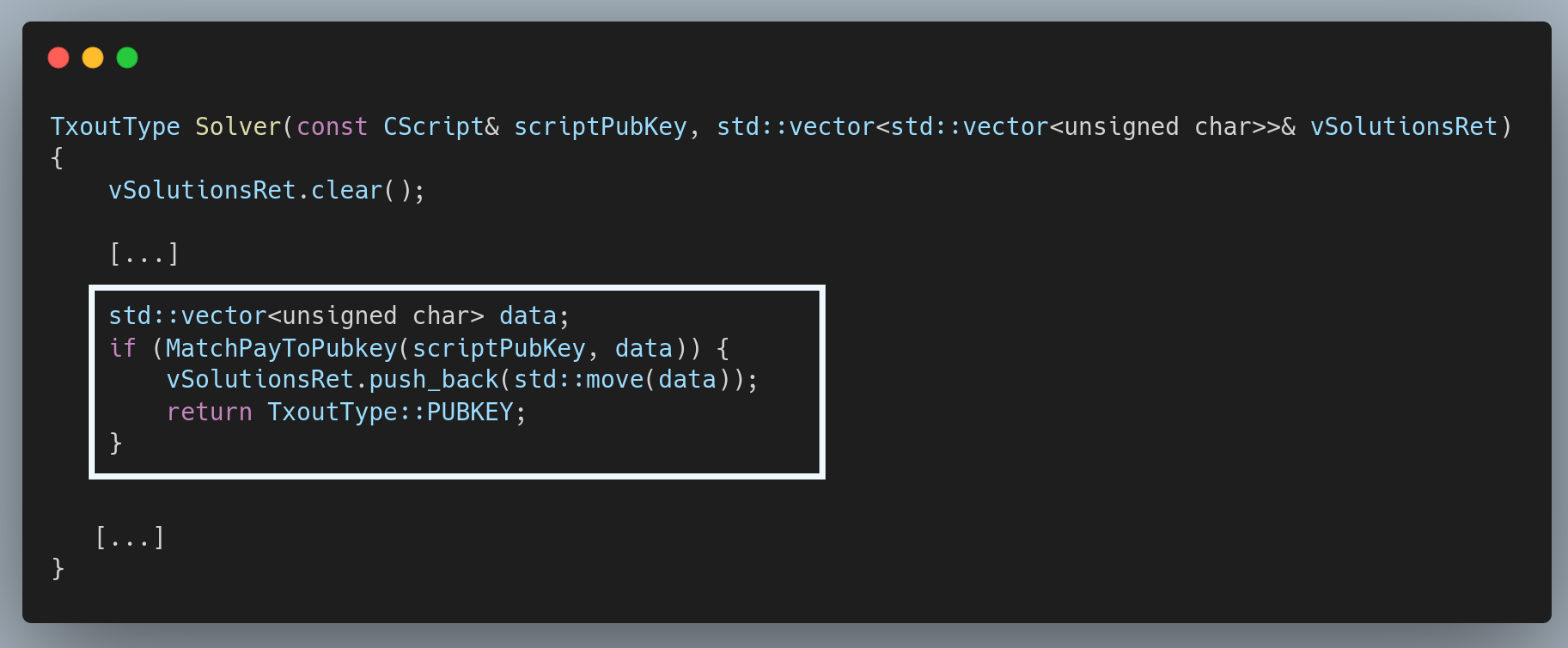 TxoutType Solver(const CScript& scriptPubKey, std::vector<std::vector<unsigned char>>& vSolutionsRet)
{
    vSolutionsRet.clear();
    [...]
    std::vector<unsigned char> data;
    if (MatchPayToPubkey(scriptPubKey, data)) {
        vSolutionsRet.push_back(std::move(data));
        return TxoutType::PUBKEY;
    }
   [...]
}